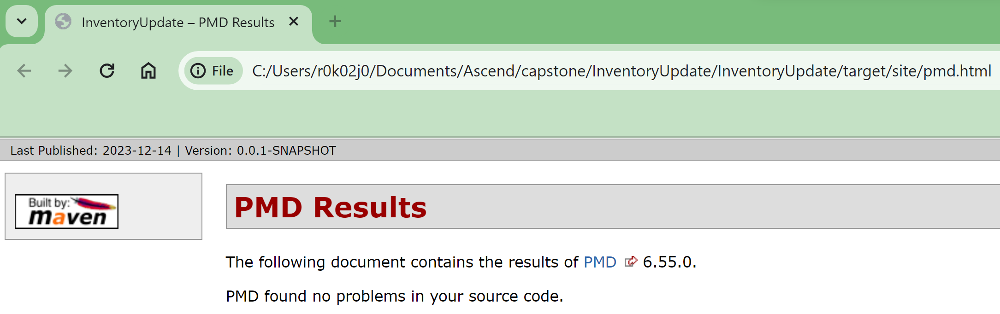 InventoryUpdate – PMD Results
File C:/Users/r0k02j0/Documents/Ascend/capstone/InventoryUpdate/InventoryUpdate/target/site/pmd.html
Last Published: 2023-12-14 | Version: 0.0.1-SNAPSHOT
Built by:
maven
PMD Results
The following document contains the results of PMD 6.55.0.
PMD found no problems in your source code.